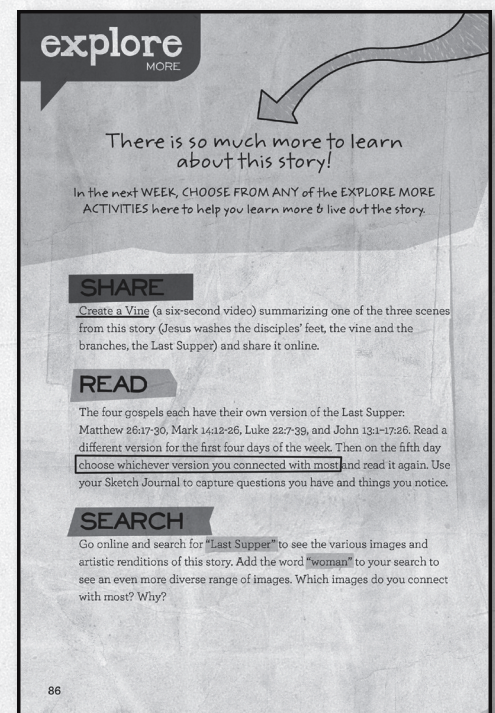 explore
MORE
There is so much more to learn
about this story!
In the next WEEK, CHOOSE FROM ANY of the EXPLORE MORE
ACTIVITIES here to help you learn more & live out the story.
SHARE
Create a Vine (a six-second video) summarizing one of the three scenes
from this story (Jesus washes the disciples' feet, the vine and the
branches, the Last Supper) and share it online.
READ
The four gospels each have their own version of the Last Supper:
Matthew 26:17-30, Mark 14:12-26, Luke 22:7-39, and John 13:1–17:26. Read a
different version for the first four days of the week. Then on the fifth day
choose whichever version you connected with most and read it again. Use
your Sketch Journal to capture questions you have and things you notice.
SEARCH
Go online and search for "Last Supper" to see the various images and
artistic renditions of this story. Add the word "woman" to your search to
see an even more diverse range of images. Which images do you connect
with most? Why?
86